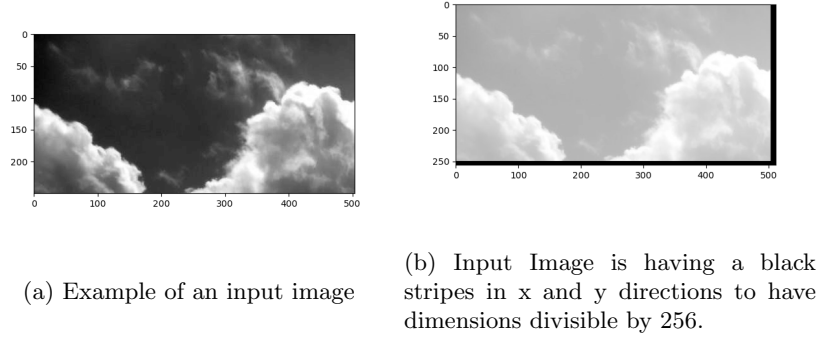 0
50
100
150
200
0 100 200 300 400 500
0
50
100
150
200
250
0 100 200 300 400 500
(a) Example of an input image
(b) Input Image is having a black
stripes in x and y directions to have
dimensions divisible by 256.